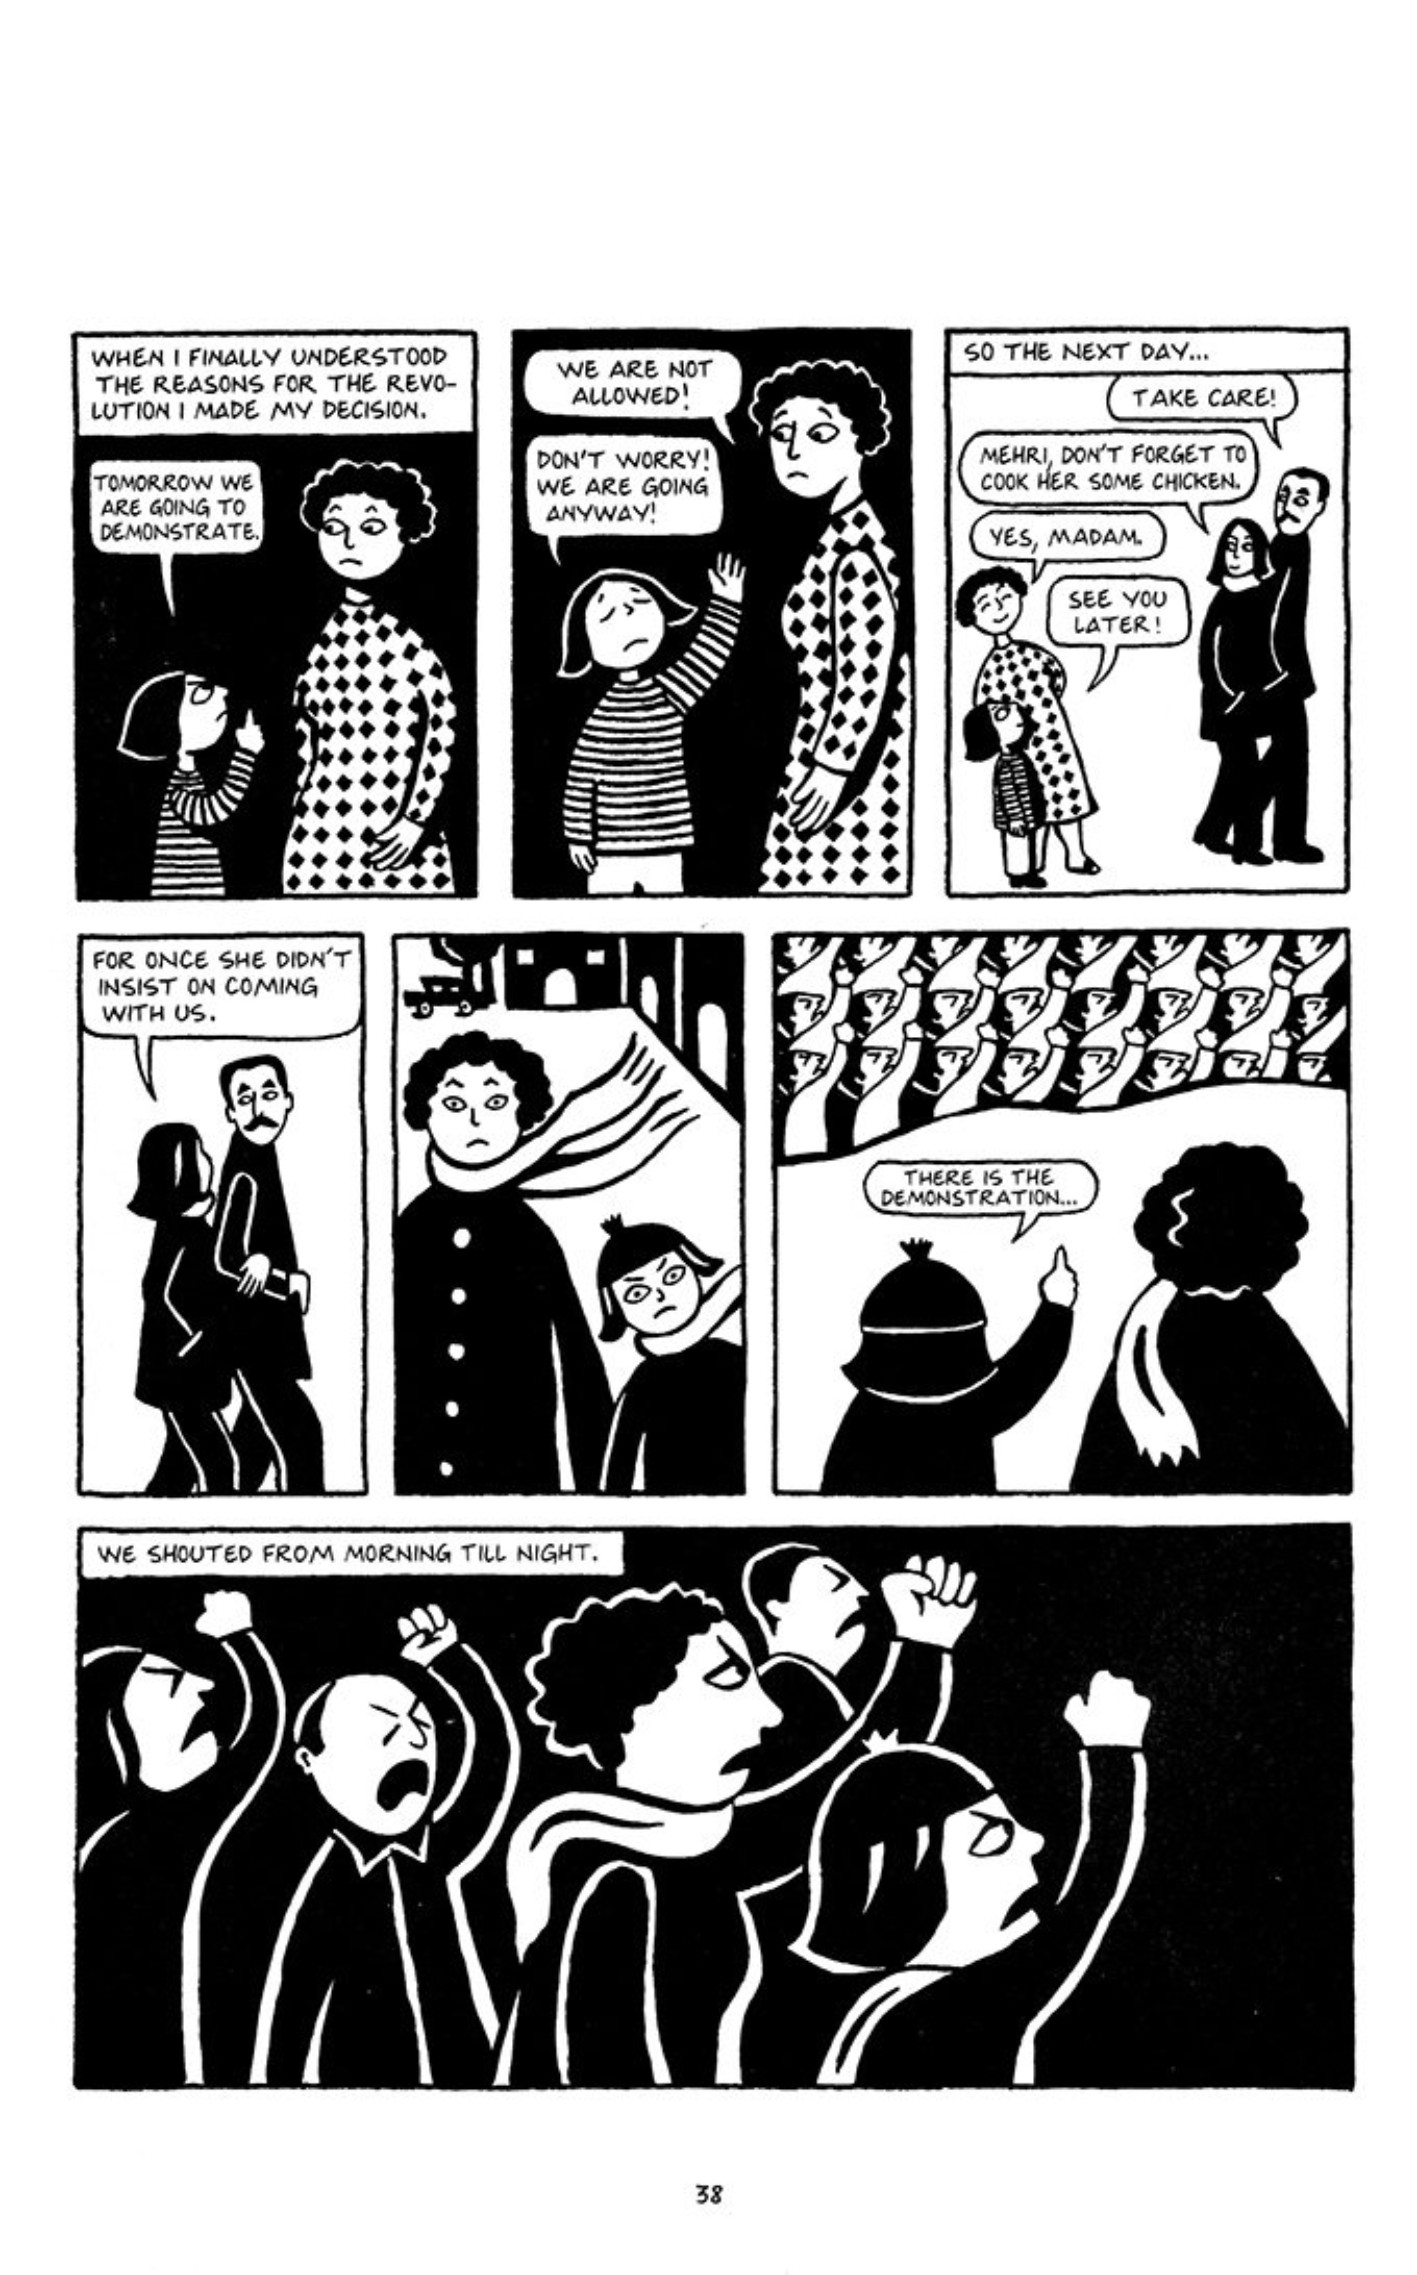 WHEN I FINALLY UNDERSTOOD
THE REASONS FOR THE REVO-
LUTION I MADE MY DECISION.
TOMORROW WE
ARE GOING TO
DEMONSTRATE.
WE ARE NOT
ALLOWED!
DON'T WORRY!
WE ARE GOING
ANYWAY!
SO THE NEXT DAY...
TAKE CARE!
MEHRI, DON'T FORGET TO
COOK HER SOME CHICKEN.
YES, MADAM.
SEE YOU
LATER!
FOR ONCE SHE DIDN'T
INSIST ON COMING
WITH US.
THERE IS THE
DEMONSTRATION...
WE SHOUTED FROM MORNING TILL NIGHT.
38